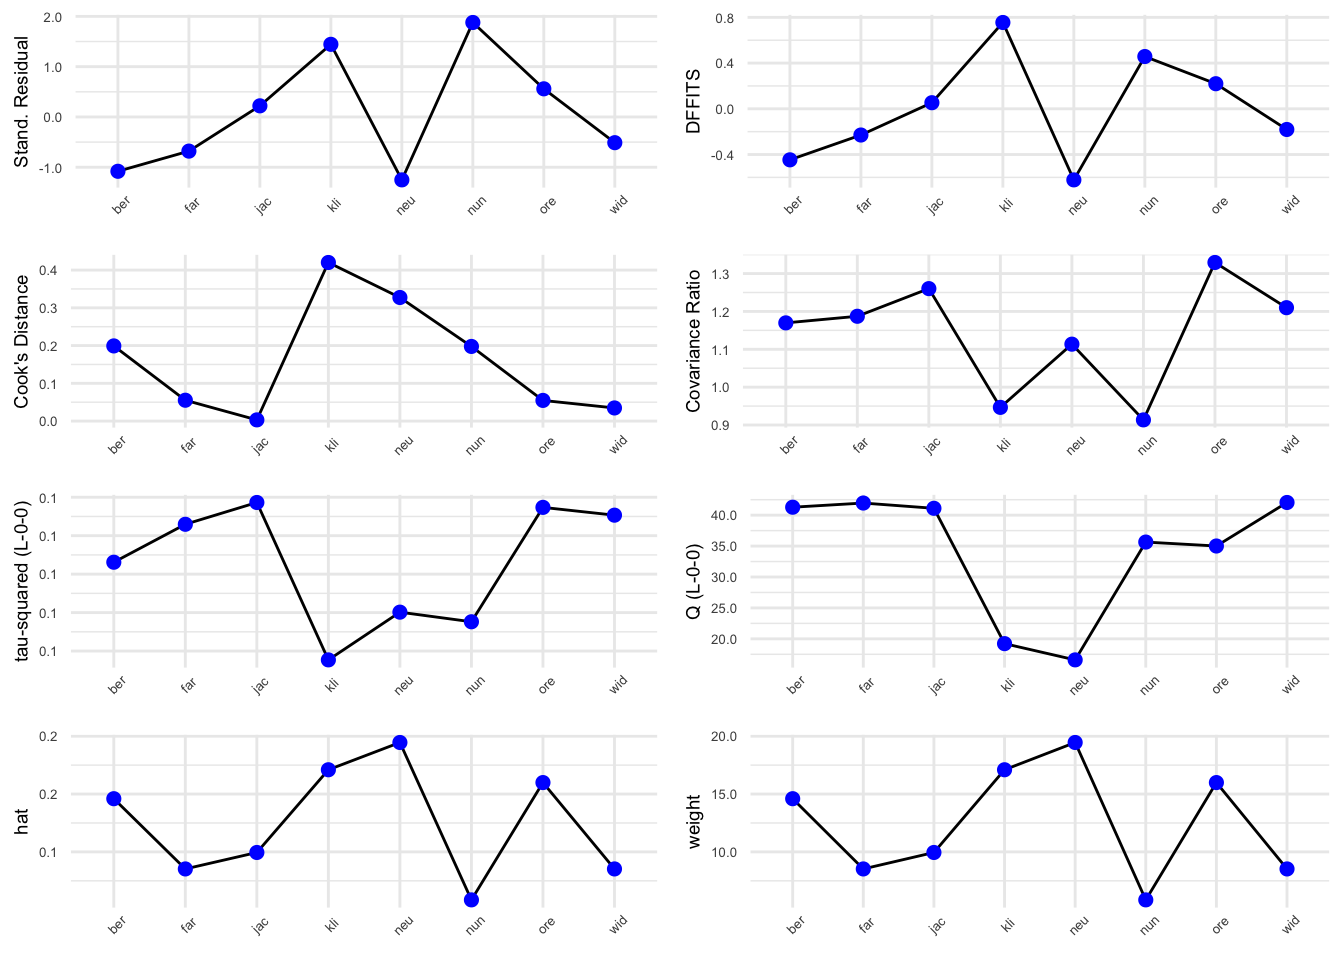 Stand. Residual
2.0
1.0
0.0
-1.0
ber
far
jac
kli
neu
nun
ore
wid
DFFITS
0.8
0.4
0.0
-0.4
ber
far
jac
kli
neu
nun
ore
wid
Cook's Distance
0.4
0.3
0.2
0.1
0.0
ber
far
jac
kli
neu
nun
ore
wid
Covariance Ratio
1.3
1.2
1.1
1.0
0.9
ber
far
jac
kli
neu
nun
ore
wid
tau-squared (L-0-0)
0.1
0.1
0.1
0.1
0.1
ber
far
jac
kli
neu
nun
ore
wid
Q (L-0-0)
40.0
35.0
30.0
25.0
20.0
ber
far
jac
kli
neu
nun
ore
wid
hat
0.2
0.2
0.1
ber
far
jac
kli
neu
nun
ore
wid
weight
20.0
15.0
10.0
ber
far
jac
kli
neu
nun
ore
wid